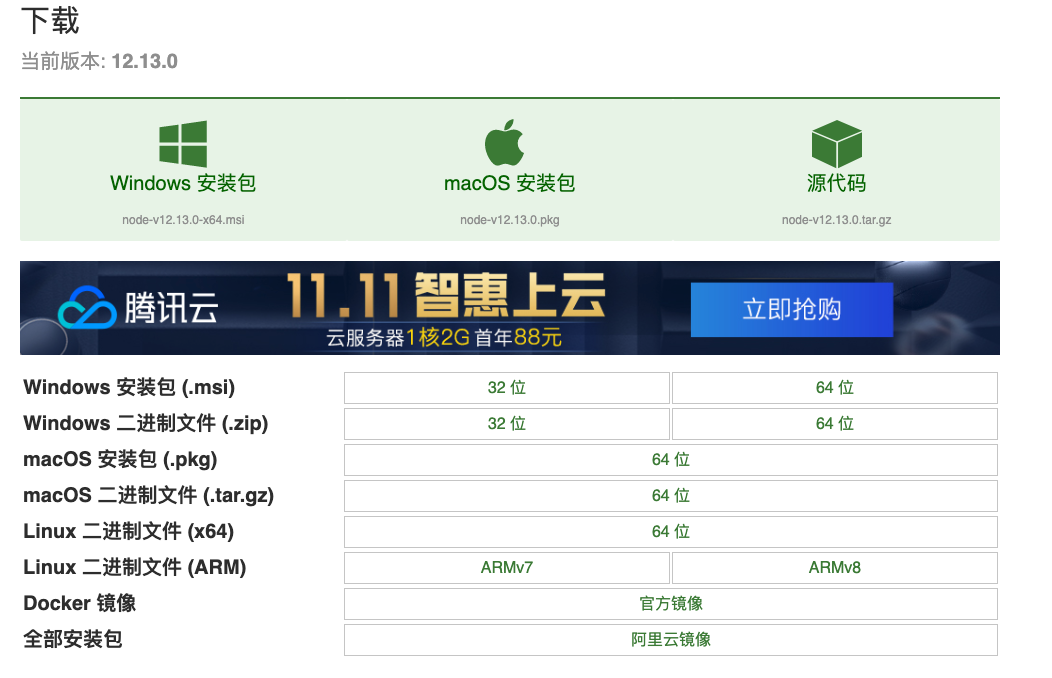 下载
当前版本: 12.13.0
Windows 安装包 macOS 安装包 源代码
node-v12.13.0-x64.msi node-v12.13.0.pkg node-v12.13.0.tar.gz
腾讯云 11.11智惠上云 立即抢购
云服务器1核2G首年88元
Windows 安装包 (.msi) 32 位 64 位
Windows 二进制文件 (.zip) 32 位 64 位
macOS 安装包 (.pkg) 64 位
macOS 二进制文件 (.tar.gz) 64 位
Linux 二进制文件 (x64) 64 位
Linux 二进制文件 (ARM) ARMv7 ARMv8
Docker 镜像 官方镜像
全部安装包 阿里云镜像